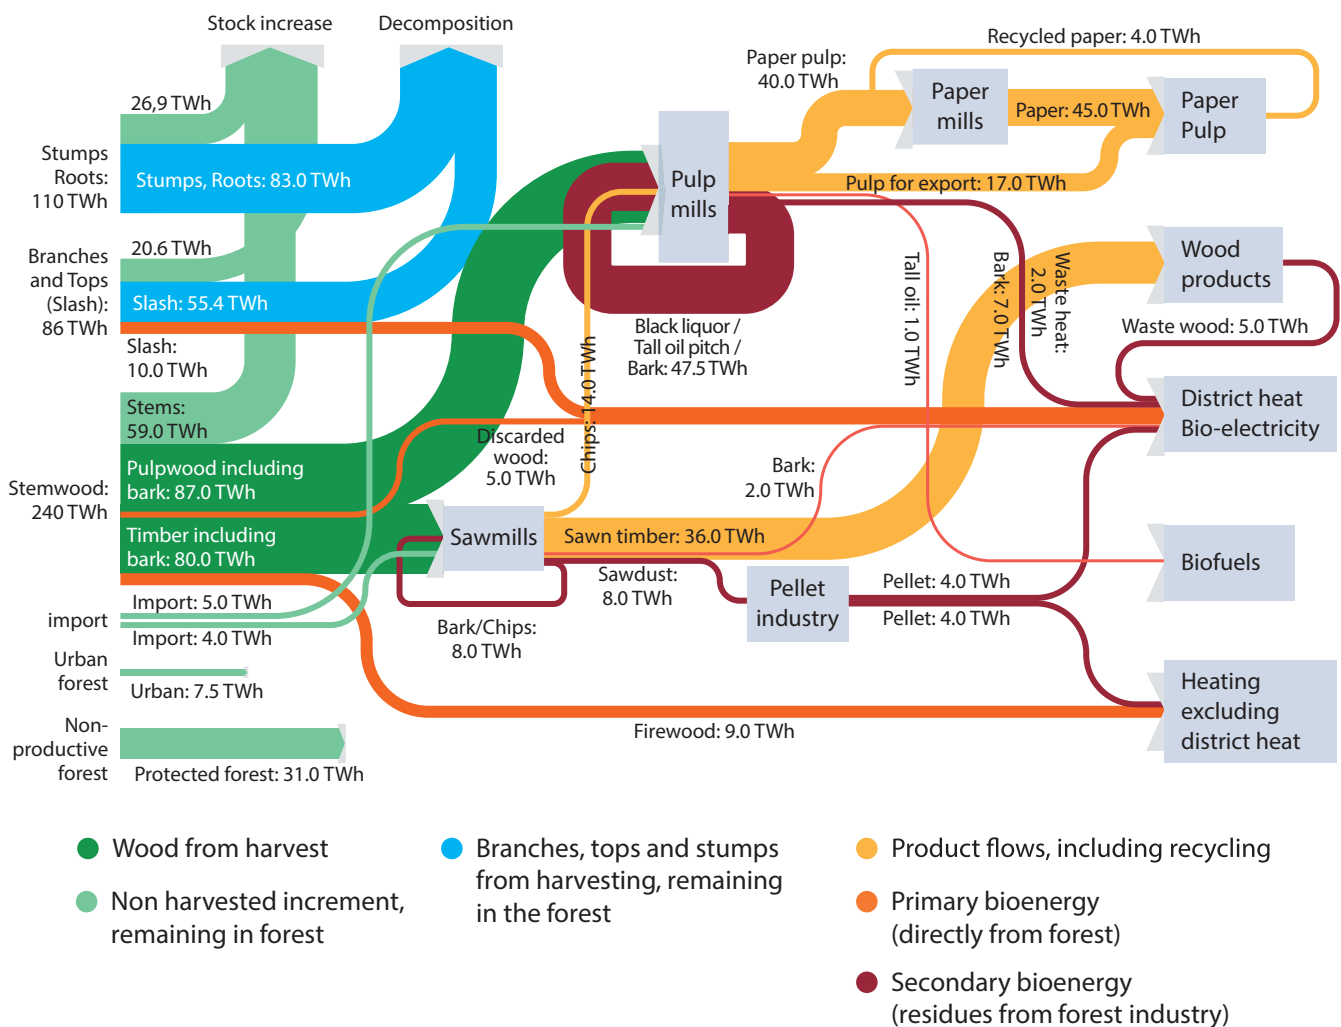 Stock increase
Decomposition
Recycled paper: 4.0 TWh
Paper pulp:
40.0 TWh
26,9 TWh
Paper
mills
Paper: 45.0 TWh
Paper
Pulp
Stumps
Roots:
110 TWh
Stumps, Roots: 83.0 TWh
Pulp
mills
Pulp for export: 17.0 TWh
20.6 TWh
Branches
and Tops
(Slash):
86 TWh
Slash: 55.4 TWh
Wood
products
Tall oil: 1.0 TWh
Bark: 7.0 TWh
Waste heat:
2.0 TWh
Black liquor /
Tall oil pitch /
Bark: 47.5 TWh
Waste wood: 5.0 TWh
Slash:
10.0 TWh
Chips: 14.0 TWh
Stems:
59.0 TWh
District heat
Bio-electricity
Discarded
wood:
5.0 TWh
Bark:
2.0 TWh
Stemwood:
240 TWh
Pulpwood including
bark: 87.0 TWh
Timber including
bark: 80.0 TWh
Sawmills
Sawn timber: 36.0 TWh
Biofuels
Sawdust:
8.0 TWh
Pellet
industry
Pellet: 4.0 TWh
Pellet: 4.0 TWh
import
Import: 5.0 TWh
Import: 4.0 TWh
Bark/Chips:
8.0 TWh
Urban
forest
Urban: 7.5 TWh
Heating
excluding
district heat
Firewood: 9.0 TWh
Non-
productive
forest
Protected forest: 31.0 TWh
Wood from harvest
Non harvested increment,
remaining in forest
Branches, tops and stumps
from harvesting, remaining
in the forest
Product flows, including recycling
Primary bioenergy
(directly from forest)
Secondary bioenergy
(residues from forest industry)